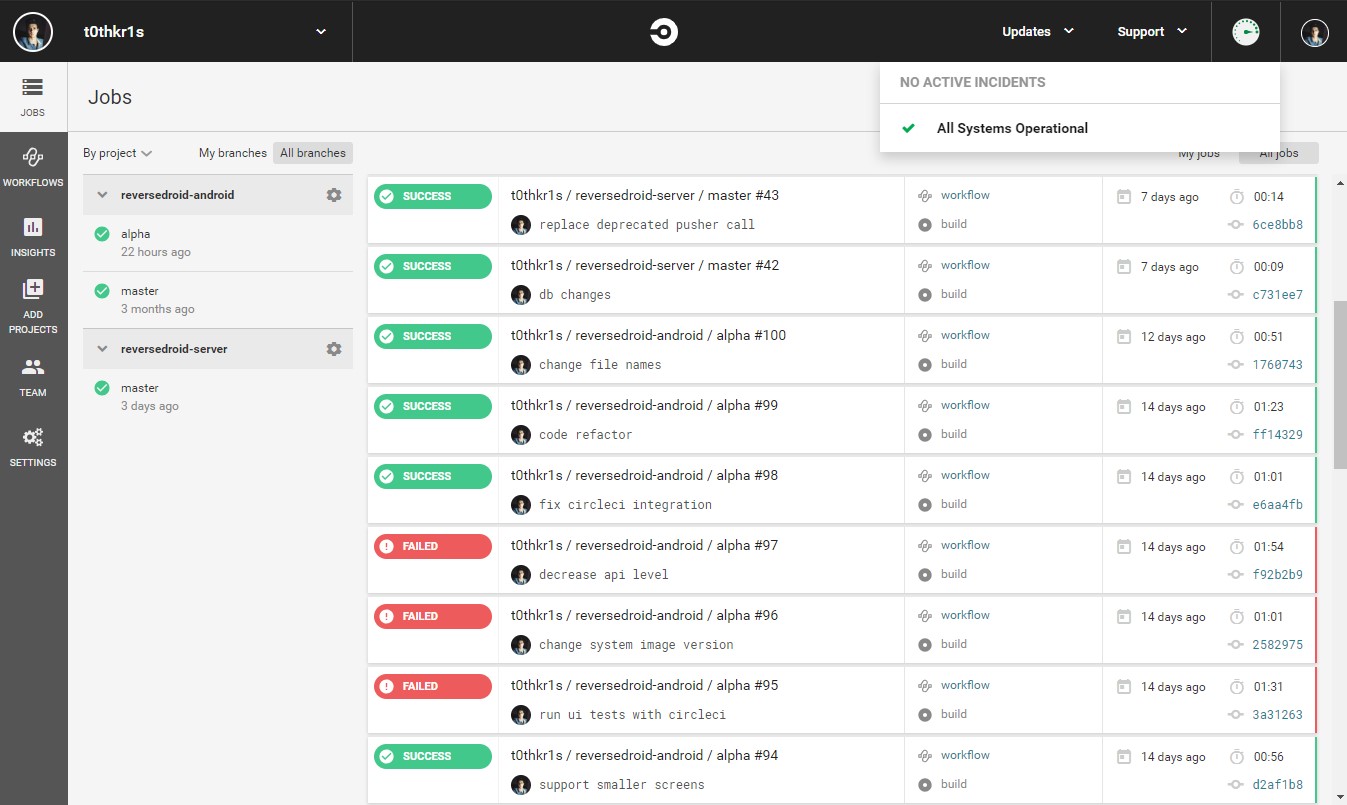 t0thkr1s
Updates
Support
NO ACTIVE INCIDENTS
All Systems Operational
JOBS
WORKFLOWS
INSIGHTS
ADD
PROJECTS
TEAM
SETTINGS
Jobs
By project
My branches
All branches
My jobs
All jobs
reversedroid-android
alpha
22 hours ago
master
3 months ago
reversedroid-server
master
3 days ago
SUCCESS
t0thkr1s / reversedroid-server / master #43
replace deprecated pusher call
workflow
build
7 days ago
00:14
6ce8bb8
SUCCESS
t0thkr1s / reversedroid-server / master #42
db changes
workflow
build
7 days ago
00:09
c731ee7
SUCCESS
t0thkr1s / reversedroid-android / alpha #100
change file names
workflow
build
12 days ago
00:51
1760743
SUCCESS
t0thkr1s / reversedroid-android / alpha #99
code refactor
workflow
build
14 days ago
01:23
ff14329
SUCCESS
t0thkr1s / reversedroid-android / alpha #98
fix circleci integration
workflow
build
14 days ago
01:01
e6aa4fb
FAILED
t0thkr1s / reversedroid-android / alpha #97
decrease api level
workflow
build
14 days ago
01:54
f92b2b9
FAILED
t0thkr1s / reversedroid-android / alpha #96
change system image version
workflow
build
14 days ago
01:01
2582975
FAILED
t0thkr1s / reversedroid-android / alpha #95
run ui tests with circleci
workflow
build
14 days ago
01:31
3a31263
SUCCESS
t0thkr1s / reversedroid-android / alpha #94
support smaller screens
workflow
build
14 days ago
00:56
d2af1b8